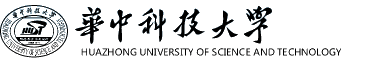 華中科技大學
HUAZHONG UNIVERSITY OF SCIENCE AND TECHNOLOGY